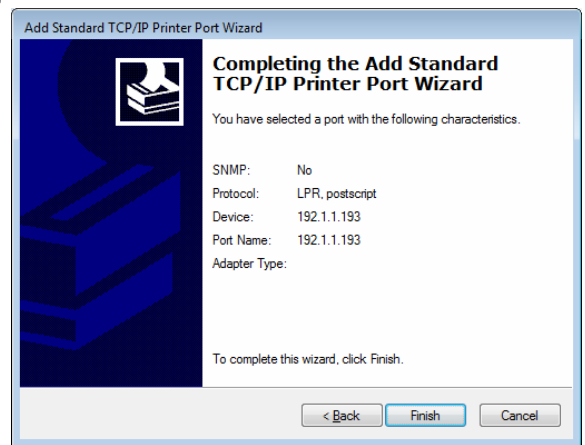 Add Standard TCP/IP Printer Port Wizard
Completing the Add Standard
TCP/IP Printer Port Wizard
You have selected a port with the following characteristics.
SNMP: No
Protocol: LPR, postscript
Device: 192.1.1.193
Port Name: 192.1.1.193
Adapter Type:
To complete this wizard, click Finish.
< Back Finish Cancel